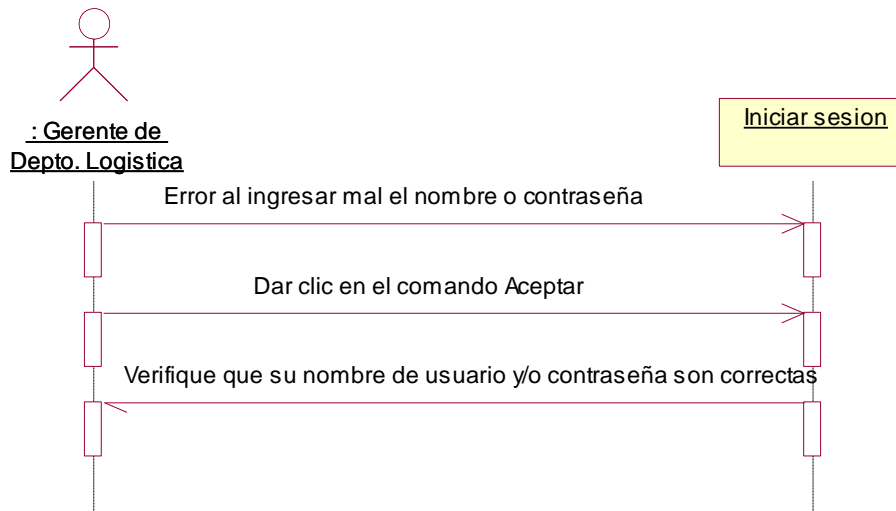 : Gerente de
Depto. Logistica
Iniciar sesion
Error al ingresar mal el nombre o contraseña
Dar clic en el comando Aceptar
Verifique que su nombre de usuario y/o contraseña son correctas